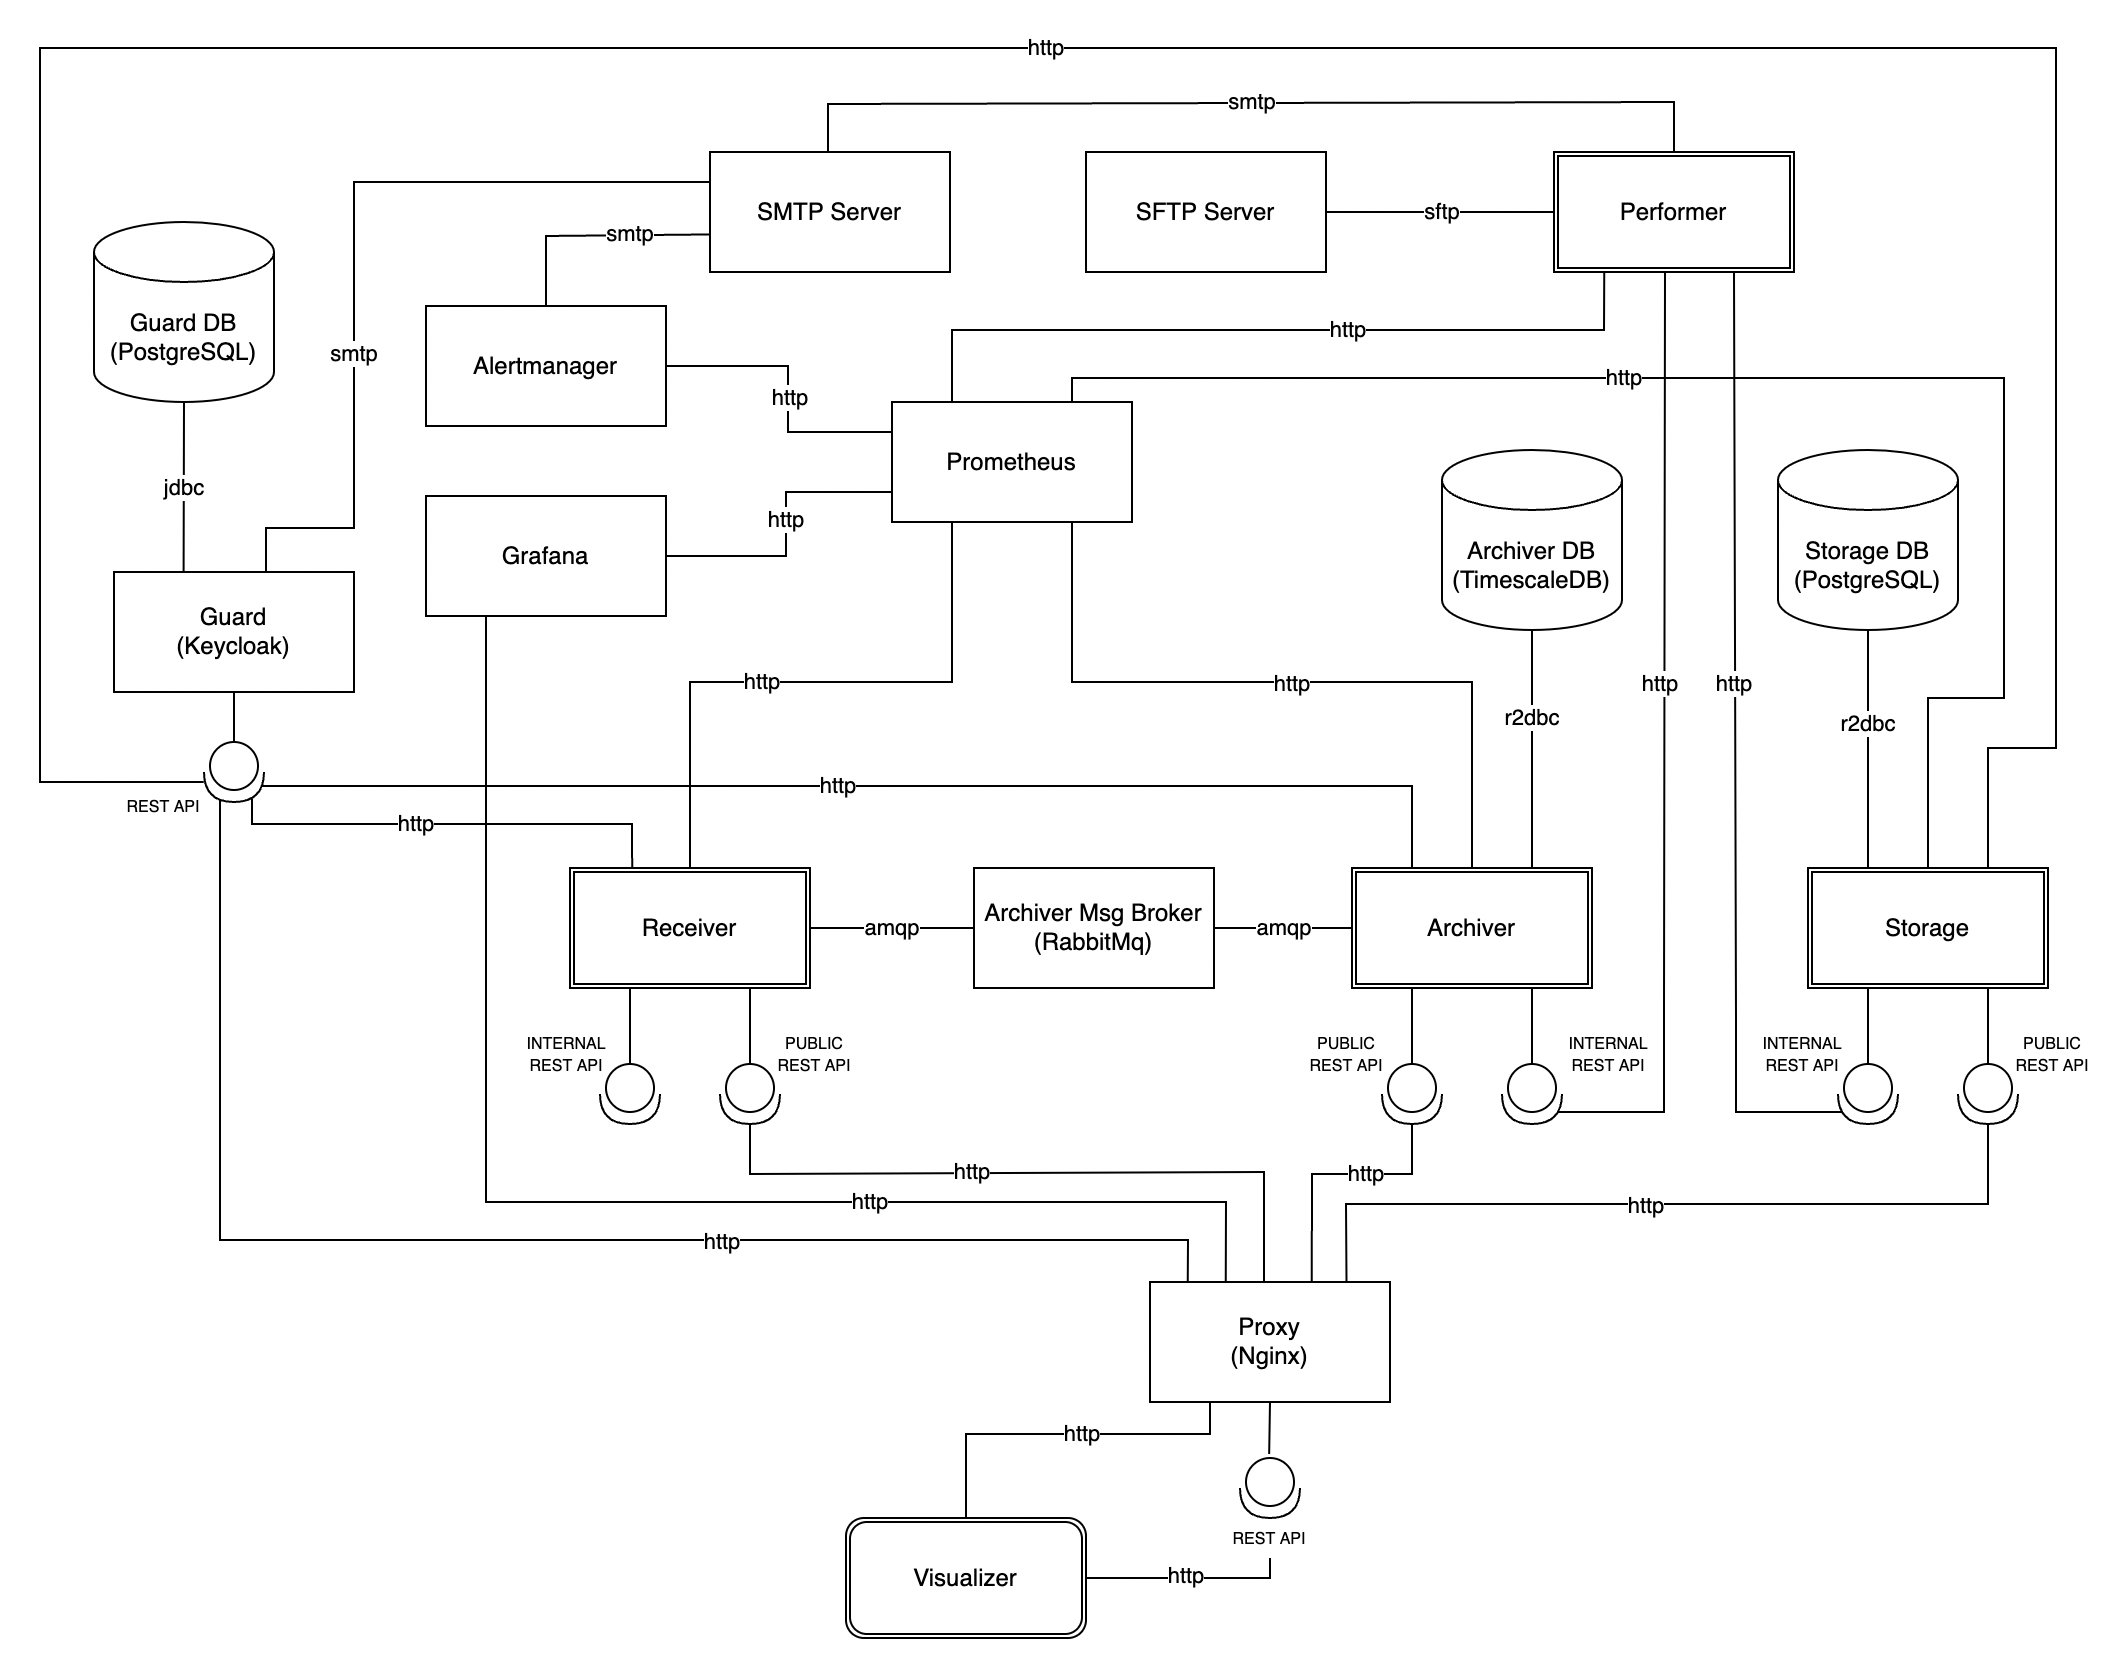 http
smtp
SMTP Server
SFTP Server
sftp
Performer
smtp
Guard DB
(PostgreSQL)
smtp
Alertmanager
http
http
http
Prometheus
jdbc
http
Grafana
Archiver DB
(TimescaleDB)
Storage DB
(PostgreSQL)
Guard
(Keycloak)
http
http
http
http
r2dbc
r2dbc
REST API
http
http
Receiver
amqp
Archiver Msg Broker
(RabbitMq)
amqp
Archiver
Storage
INTERNAL
REST API
PUBLIC
REST API
PUBLIC
REST API
INTERNAL
REST API
INTERNAL
REST API
PUBLIC
REST API
http
http
http
http
http
Proxy
(Nginx)
http
REST API
Visualizer
http